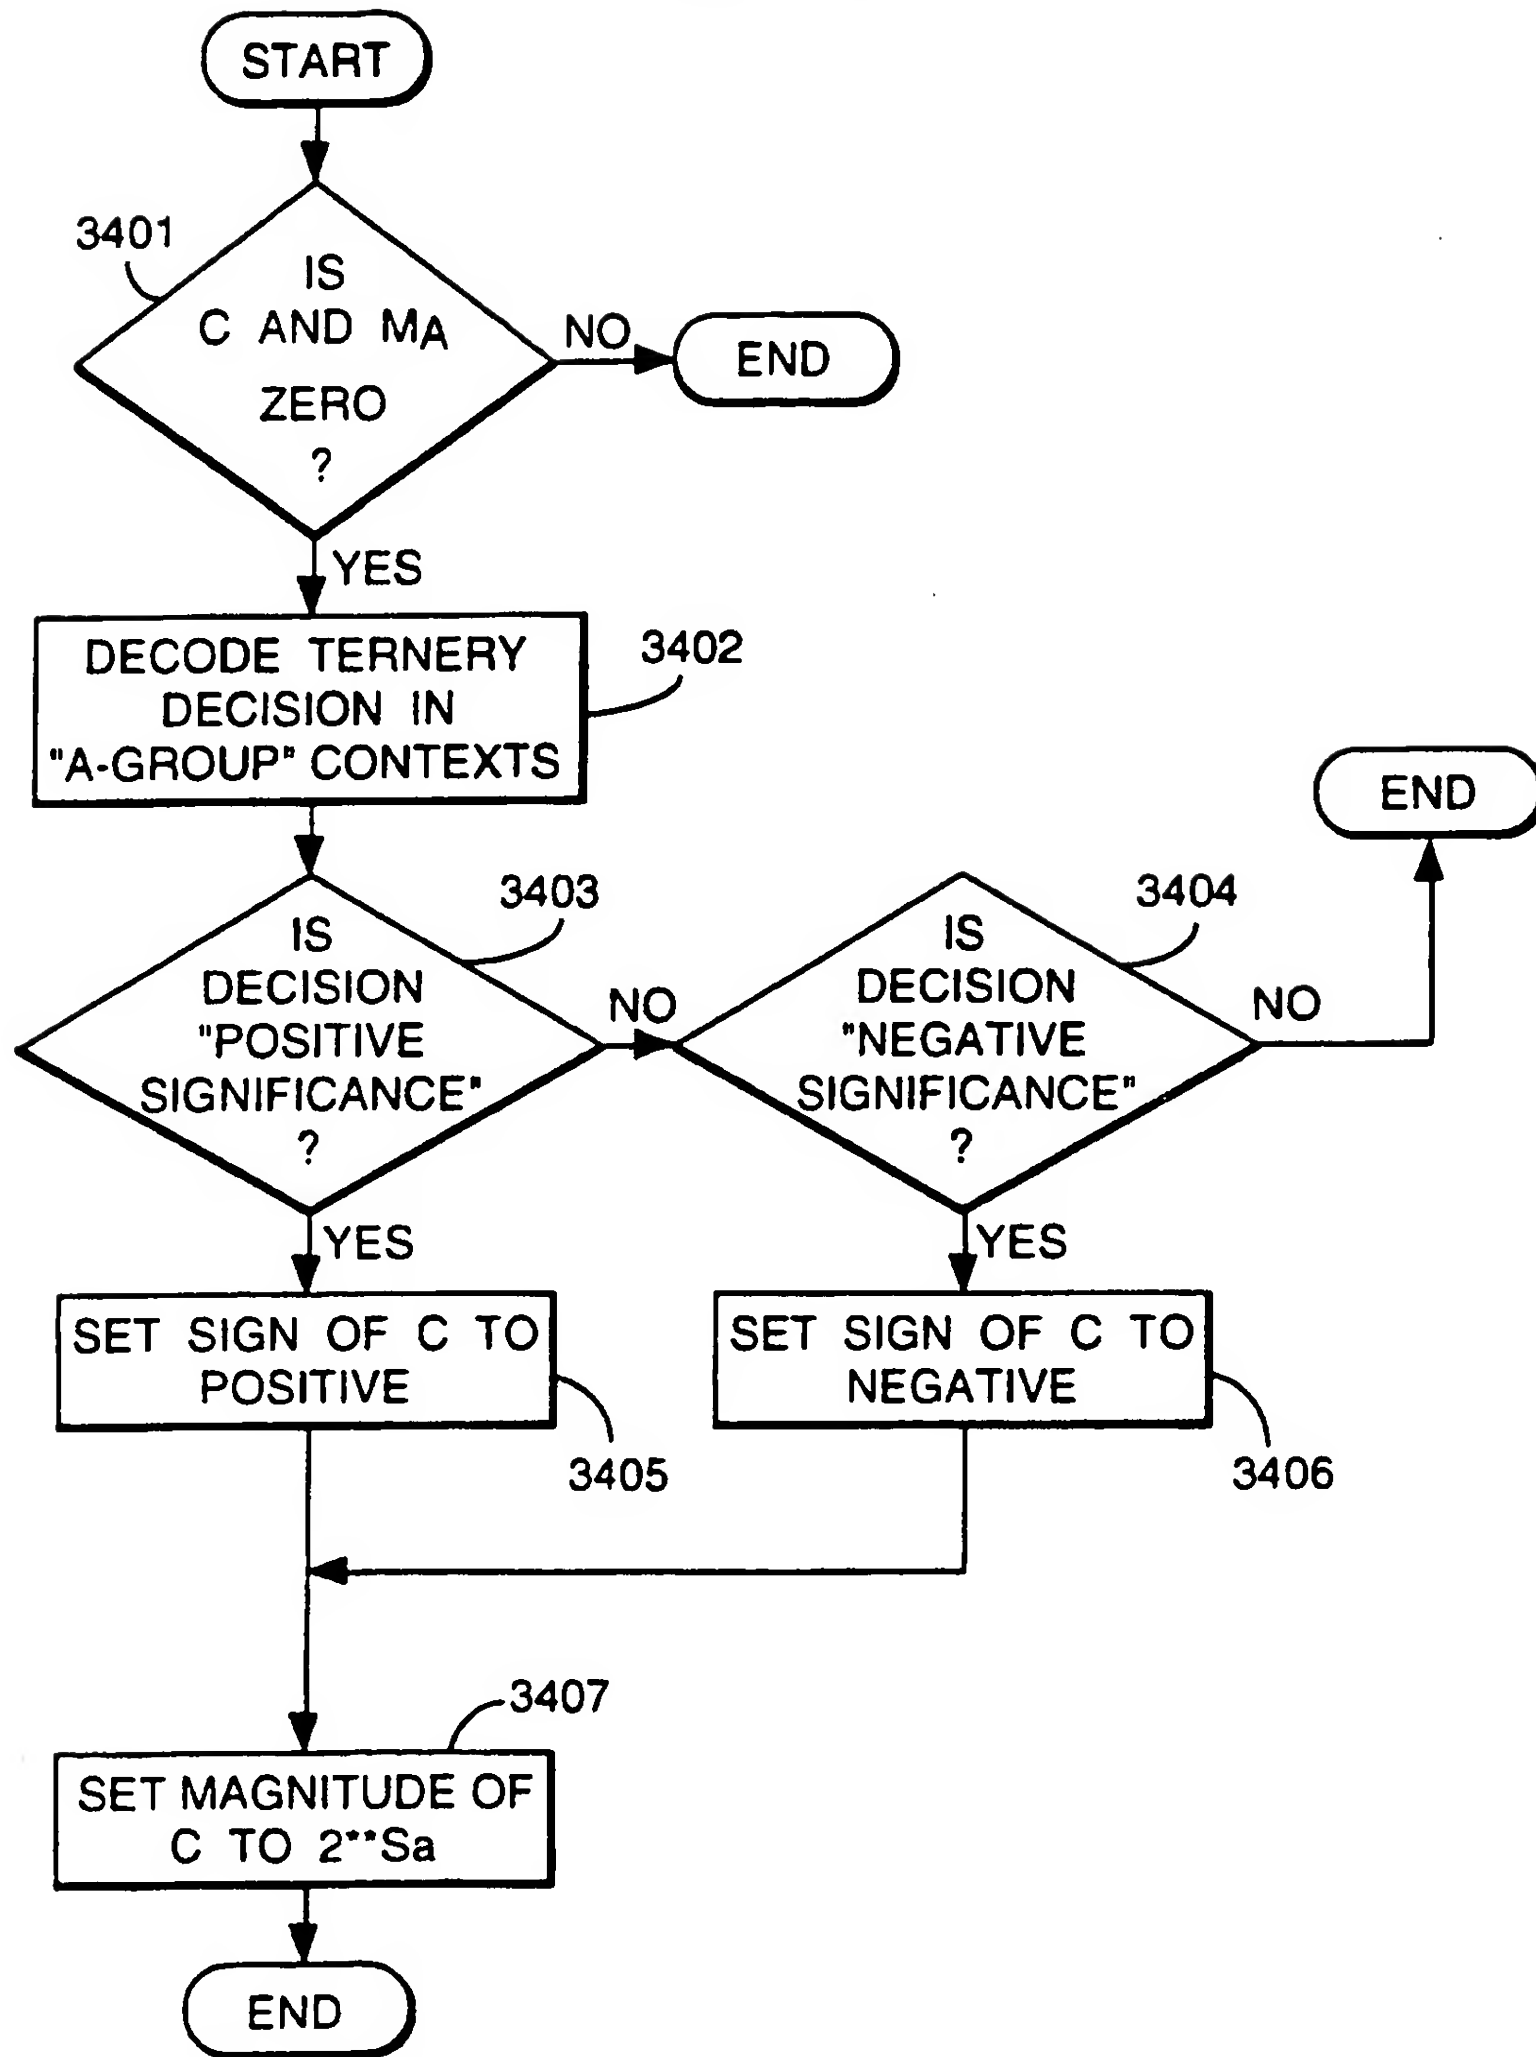 START
3401
IS
C AND MA
ZERO
?
NO
END
YES
DECODE TERNERY
DECISION IN
"A-GROUP" CONTEXTS
3402
END
3403
IS
DECISION
"POSITIVE
SIGNIFICANCE"
?
NO
3404
IS
DECISION
"NEGATIVE
SIGNIFICANCE"
?
NO
YES
YES
SET SIGN OF C TO
POSITIVE
3405
SET SIGN OF C TO
NEGATIVE
3406
3407
SET MAGNITUDE OF
C TO 2**Sa
END